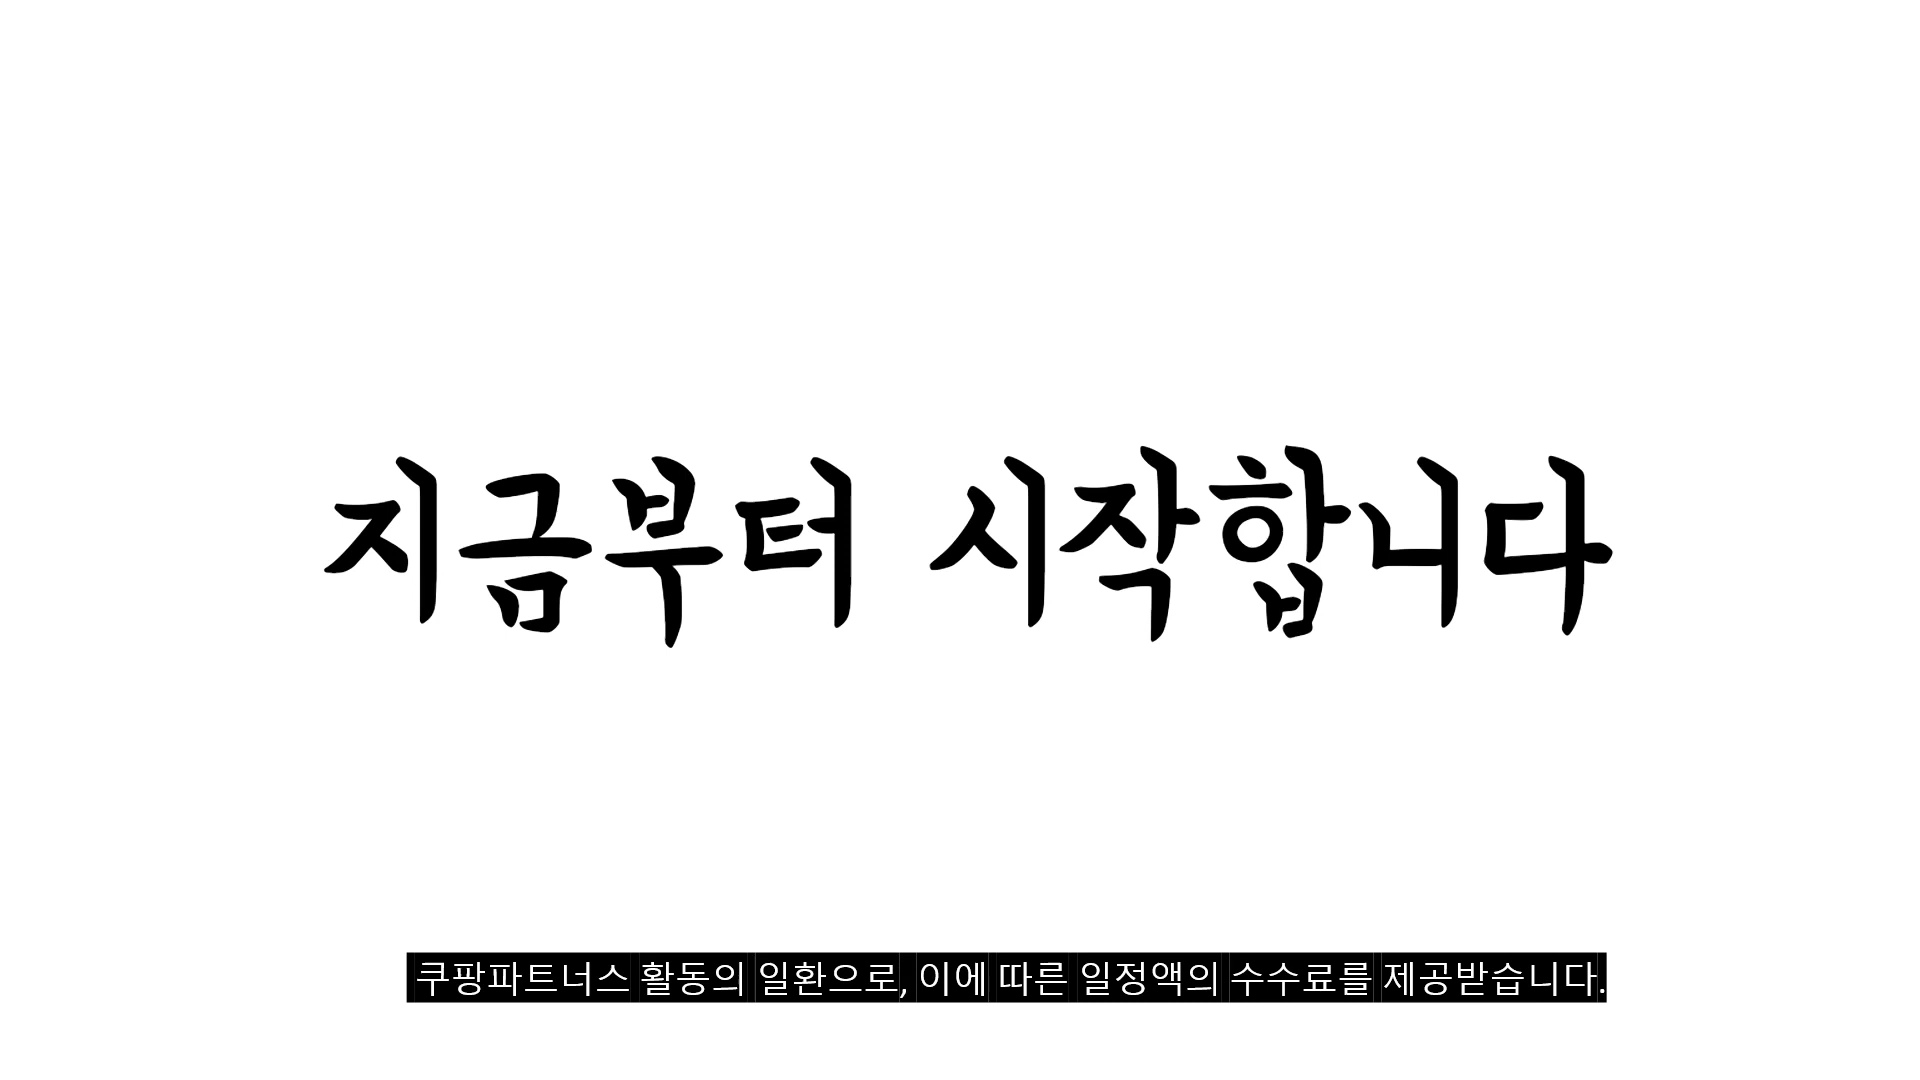 지금부터 시작합니다
쿠팡파트너스 활동의 일환으로, 이에 따른 일정액의 수수료를 제공받습니다.